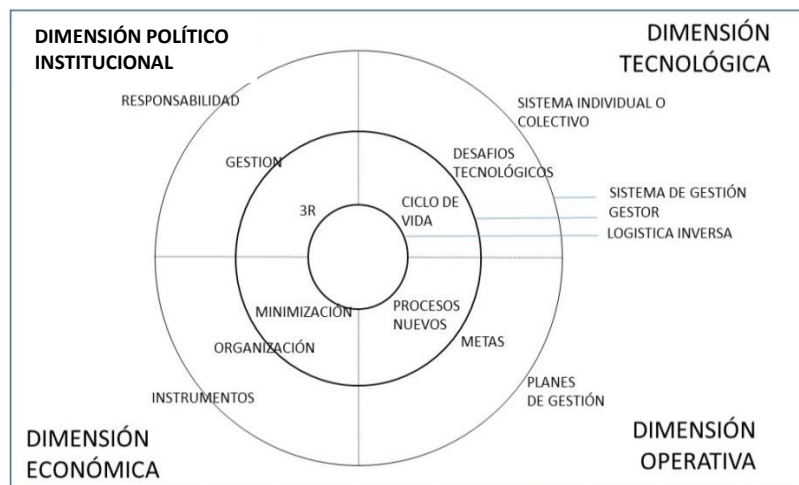 DIMENSIÓN POLÍTICO
INSTITUCIONAL
DIMENSIÓN
TECNOLÓGICA
RESPONSABILIDAD
SISTEMA INDIVIDUAL O
COLECTIVO
GESTION
DESAFIOS
TECNOLÓGICOS
SISTEMA DE GESTIÓN
3R
CICLO DE
VIDA
GESTOR
LOGISTICA INVERSA
MINIMIZACIÓN
PROCESOS
NUEVOS
ORGANIZACIÓN
METAS
INSTRUMENTOS
PLANES
DE GESTIÓN
DIMENSIÓN
ECONÓMICA
DIMENSIÓN
OPERATIVA